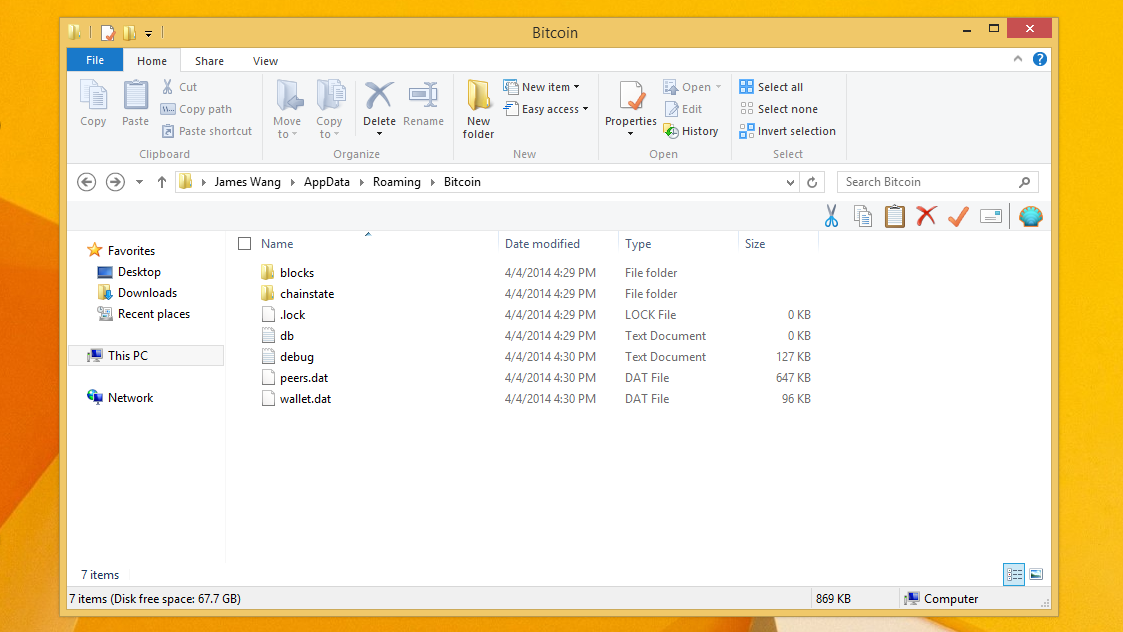 Bitcoin
File Home Share View
Copy
Paste
Cut
Copy path
Paste shortcut
Clipboard
Move to
Copy to
Delete
Rename
Organize
New folder
New item
Easy access
New
Properties
Open
Edit
History
Open
Select all
Select none
Invert selection
Select
James Wang AppData Roaming Bitcoin
Search Bitcoin
Favorites
Desktop
Downloads
Recent places
This PC
Network
Name Date modified Type Size
blocks 4/4/2014 4:29 PM File folder
chainstate 4/4/2014 4:29 PM File folder
.lock 4/4/2014 4:29 PM LOCK File 0 KB
db 4/4/2014 4:29 PM Text Document 0 KB
debug 4/4/2014 4:30 PM Text Document 127 KB
peers.dat 4/4/2014 4:30 PM DAT File 647 KB
wallet.dat 4/4/2014 4:30 PM DAT File 96 KB
7 items
7 items (Disk free space: 67.7 GB) 869 KB Computer